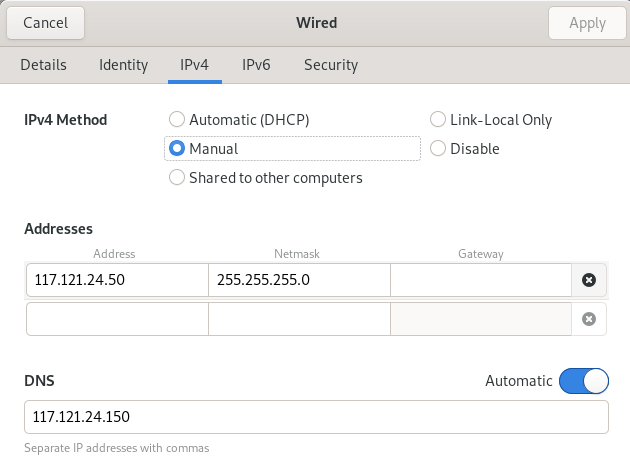 Cancel Wired Apply
Details Identity IPv4 IPv6 Security
IPv4 Method Automatic (DHCP) Link-Local Only
Manual Disable
Shared to other computers
Addresses
Address Netmask Gateway
117.121.24.50 255.255.255.0
DNS Automatic
117.121.24.150
Separate IP addresses with commas